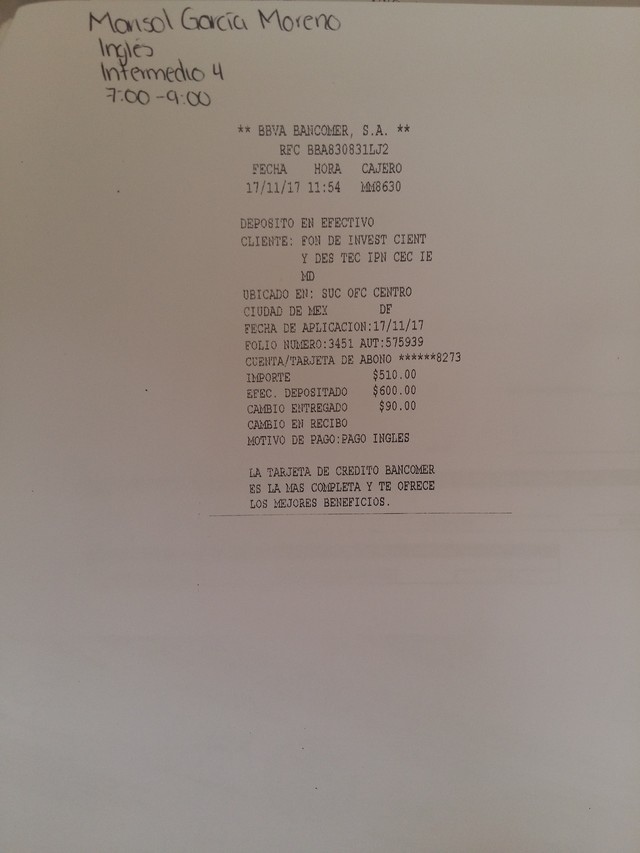 Marisol García Moreno
Inglés
Intermedio 4
7:00-9:00
** BBVA BANCOMER, S.A. **
RFC BBA830831LJ2
FECHA HORA CAJERO
17/11/17 11:54 MM8630
DEPOSITO EN EFECTIVO
CLIENTE: FON DE INVEST CIENT
Y DES TEC IPN CEC IE
MD
UBICADO EN: SUC OFC CENTRO
CIUDAD DE MEX DF
FECHA DE APLICACION:17/11/17
FOLIO NUMERO:3451 AUT:575939
CUENTA/TARJETA DE ABONO ******8273
IMPORTE $510.00
EFEC. DEPOSITADO $600.00
CAMBIO ENTREGADO $90.00
CAMBIO EN RECIBO
MOTIVO DE PAGO:PAGO INGLES
LA TARJETA DE CREDITO BANCOMER
ES LA MAS COMPLETA Y TE OFRECE
LOS MEJORES BENEFICIOS.